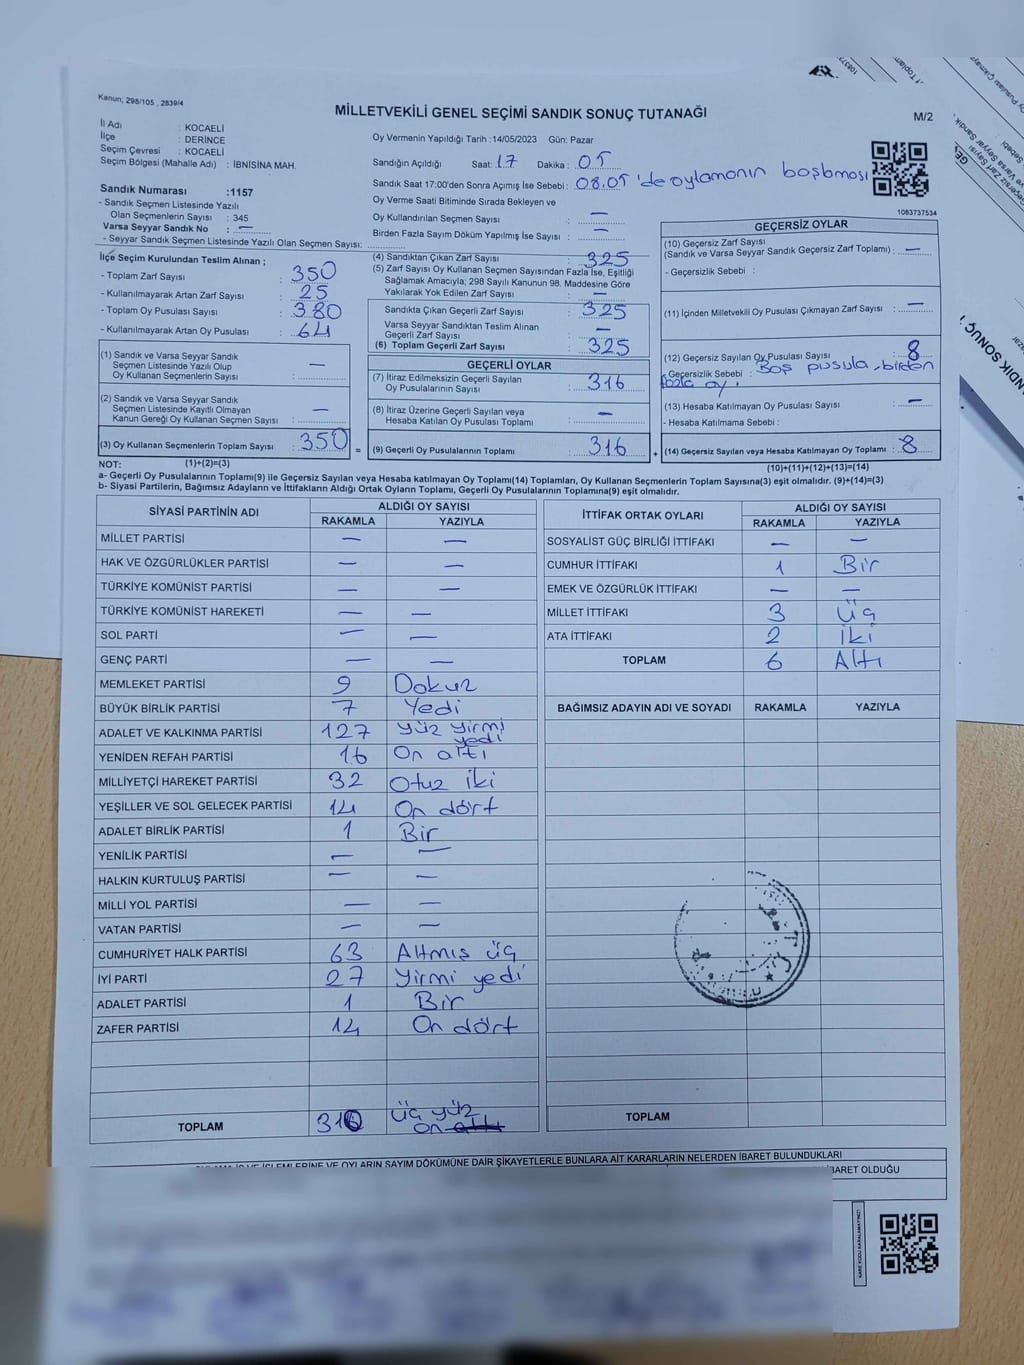 Kanun; 298/105 , 2839/4
MİLLETVEKİLİ GENEL SEÇİMİ SANDIK SONUÇ TUTANAĞI
M/2
İl Adı : KOCAELİ
İlçe : DERİNCE
Seçim Çevresi : KOCAELİ
Seçim Bölgesi (Mahalle Adı) : İBNİSİNA MAH.
Oy Vermenin Yapıldığı Tarih : 14/05/2023 Gün: Pazar
Sandığın Açıldığı Saat: 17 Dakika : 05
Sandık Saat 17:00'den Sonra Açımış İse Sebebi : 08.05'de oylamanın başlması
Sandık Numarası :1157
- Sandık Seçmen Listesinde Yazılı
Olan Seçmenlerin Sayısı : 345
Varsa Seyyar Sandık No : —
- Seyyar Sandık Seçmen Listesinde Yazılı Olan Seçmen Sayısı:
Oy Verme Saati Bitiminde Sırada Bekleyen ve
Oy Kullandırılan Seçmen Sayısı : —
Birden Fazla Sayım Döküm Yapılmış İse Sayısı : —
1083737534
İlçe Seçim Kurulundan Teslim Alınan ;
- Toplam Zarf Sayısı : 350
- Kullanılmayarak Artan Zarf Sayısı : 25
- Toplam Oy Pusulası Sayısı : 380
- Kullanılmayarak Artan Oy Pusulası : 64
(4) Sandıktan Çıkan Zarf Sayısı : 325
(5) Zarf Sayısı Oy Kullanan Seçmen Sayısından Fazla İse, Eşitliği
Sağlamak Amacıyla; 298 Sayılı Kanunun 98. Maddesine Göre
Yakılarak Yok Edilen Zarf Sayısı : —
Sandıkta Çıkan Geçerli Zarf Sayısı : 325
Varsa Seyyar Sandıktan Teslim Alınan
Geçerli Zarf Sayısı : —
(6) Toplam Geçerli Zarf Sayısı : 325
GEÇERSİZ OYLAR
(10) Geçersiz Zarf Sayısı
(Sandık ve Varsa Seyyar Sandık Geçersiz Zarf Toplamı) : —
- Geçersizlik Sebebi :
(11) İçinden Milletvekili Oy Pusulası Çıkmayan Zarf Sayısı : —
(12) Geçersiz Sayılan Oy Pusulası Sayısı : 8
- Geçersizlik Sebebi : Boş pusula, birden
fazla oy.
(13) Hesaba Katılmayan Oy Pusulası Sayısı : —
- Hesaba Katılmama Sebebi :
(14) Geçersiz Sayılan veya Hesaba Katılmayan Oy Toplamı : 8
(10)+(11)+(12)+(13)=(14)
(1) Sandık ve Varsa Seyyar Sandık
Seçmen Listesinde Yazılı Olup
Oy Kullanan Seçmenlerin Sayısı : —
(2) Sandık ve Varsa Seyyar Sandık
Seçmen Listesinde Kayıtlı Olmayan
Kanun Gereği Oy Kullanan Seçmen Sayısı : —
(3) Oy Kullanan Seçmenlerin Toplam Sayısı : 350
(1)+(2)=(3)
=
GEÇERLİ OYLAR
(7) İtiraz Edilmeksizin Geçerli Sayılan
Oy Pusulalarının Sayısı : 316
(8) İtiraz Üzerine Geçerli Sayılan veya
Hesaba Katılan Oy Pusulası Toplamı : —
(9) Geçerli Oy Pusulalarının Toplamı : 316
+
NOT:
a- Geçerli Oy Pusulalarının Toplamı(9) ile Geçersiz Sayılan veya Hesaba katılmayan Oy Toplamı(14) Toplamları, Oy Kullanan Seçmenlerin Toplam Sayısına(3) eşit olmalıdır. (9)+(14)=(3)
b- Siyasi Partilerin, Bağımsız Adayların ve İttifakların Aldığı Ortak Oyların Toplamı, Geçerli Oy Pusulalarının Toplamına(9) eşit olmalıdır.
SİYASİ PARTİNİN ADI ALDIĞI OY SAYISI
RAKAMLA YAZIYLA
MİLLET PARTİSİ — —
HAK VE ÖZGÜRLÜKLER PARTİSİ — —
TÜRKİYE KOMÜNİST PARTİSİ — —
TÜRKİYE KOMÜNİST HAREKETİ — —
SOL PARTİ — —
GENÇ PARTİ — —
MEMLEKET PARTİSİ 9 Dokuz
BÜYÜK BİRLİK PARTİSİ 7 Yedi
ADALET VE KALKINMA PARTİSİ 127 yüz yirmi
yedi
YENİDEN REFAH PARTİSİ 16 On altı
MİLLİYETÇİ HAREKET PARTİSİ 32 Otuz iki
YEŞİLLER VE SOL GELECEK PARTİSİ 14 On dört
ADALET BİRLİK PARTİSİ 1 Bir
YENİLİK PARTİSİ — —
HALKIN KURTULUŞ PARTİSİ — —
MİLLİ YOL PARTİSİ — —
VATAN PARTİSİ — —
CUMHURİYET HALK PARTİSİ 63 Altmış üç
İYİ PARTİ 27 Yirmi yedi
ADALET PARTİSİ 1 Bir
ZAFER PARTİSİ 14 On dört
TOPLAM 310 üç yüz
on
İTTİFAK ORTAK OYLARI ALDIĞI OY SAYISI
RAKAMLA YAZIYLA
SOSYALİST GÜÇ BİRLİĞİ İTTİFAKI — —
CUMHUR İTTİFAKI 1 Bir
EMEK VE ÖZGÜRLÜK İTTİFAKI — —
MİLLET İTTİFAKI 3 üç
ATA İTTİFAKI 2 İki
TOPLAM 6 Altı
BAĞIMSIZ ADAYIN ADI VE SOYADI RAKAMLA YAZIYLA
TOPLAM
İŞLEMLERİNE VE OYLARIN SAYIM DÖKÜMÜNE DAİR ŞİKAYETLERLE BUNLARA AİT KARARLARIN NELERDEN İBARET BULUNDUKLARI
İBARET OLDUĞU
KARE KODU KARALAMAYINIZ!